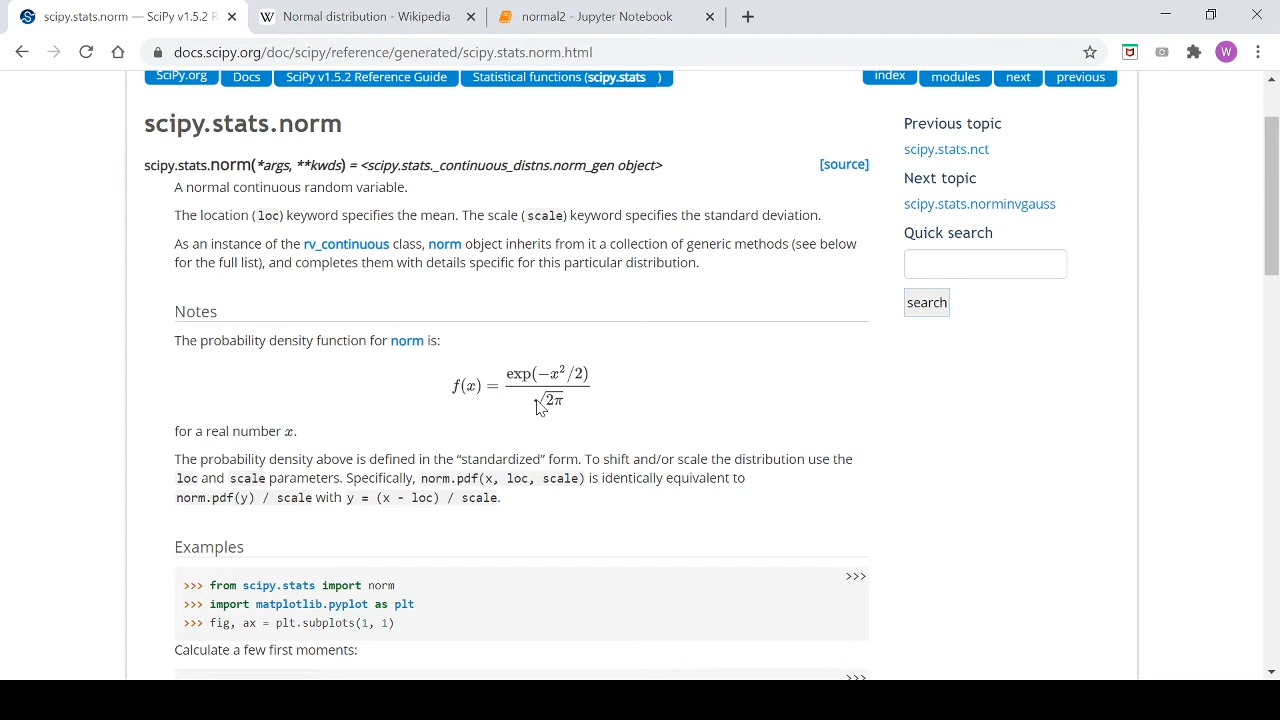 scipy.stats.norm — SciPy v1.5.2 R
Normal distribution - Wikipedia
normal2 - Jupyter Notebook
docs.scipy.org/doc/scipy/reference/generated/scipy.stats.norm.html
W
SciPy.org Docs SciPy v1.5.2 Reference Guide Statistical functions (scipy.stats ) index modules next previous
scipy.stats.norm
scipy.stats.norm(*args, **kwds) = <scipy.stats._continuous_distns.norm_gen object> [source]
A normal continuous random variable.
The location (loc) keyword specifies the mean. The scale (scale) keyword specifies the standard deviation.
As an instance of the rv_continuous class, norm object inherits from it a collection of generic methods (see below
for the full list), and completes them with details specific for this particular distribution.
Notes
The probability density function for norm is:
f(x) = exp(−x²/2) / √2π
for a real number x.
The probability density above is defined in the “standardized” form. To shift and/or scale the distribution use the
loc and scale parameters. Specifically, norm.pdf(x, loc, scale) is identically equivalent to
norm.pdf(y) / scale with y = (x - loc) / scale.
Examples
>>>
>>> from scipy.stats import norm
>>> import matplotlib.pyplot as plt
>>> fig, ax = plt.subplots(1, 1)
Calculate a few first moments:
>>>
Previous topic
scipy.stats.nct
Next topic
scipy.stats.norminvgauss
Quick search
search